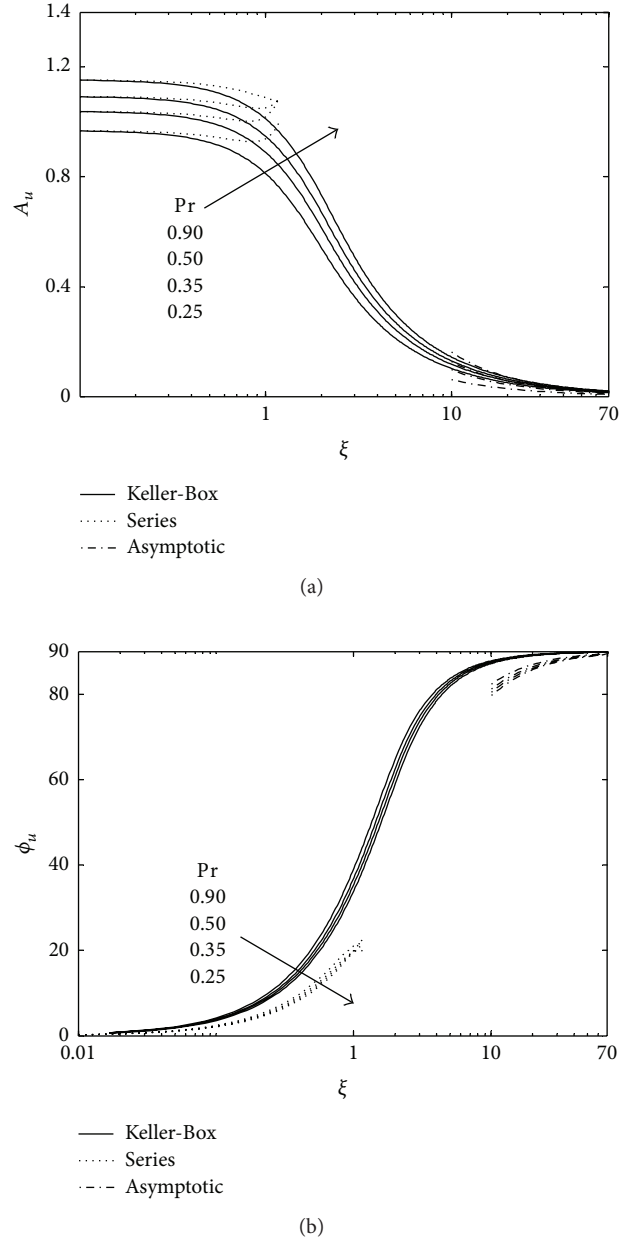 1.4
1.2
A_u
0.8
0.4
0
Pr
0.90
0.50
0.35
0.25
1
10
70
ξ
Keller-Box
Series
Asymptotic
(a)
90
80
60
ϕ_u
40
20
0
Pr
0.90
0.50
0.35
0.25
0.01
1
10
70
ξ
Keller-Box
Series
Asymptotic
(b)